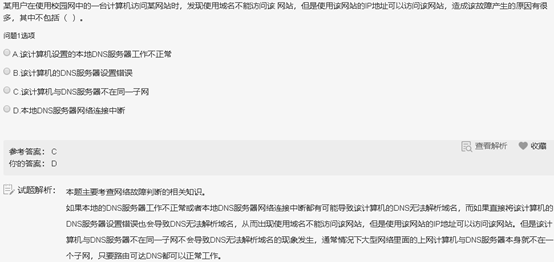 某用户在使用校园网中的一台计算机访问某网站时，发现使用域名不能访问该 网站，但是使用该网站的IP地址可以访问该网站，造成该故障产生的原因有很
多，其中不包括（ ）。
问题1选项
A.该计算机设置的本地DNS服务器工作不正常
B.该计算机的DNS服务器设置错误
C.该计算机与DNS服务器不在同一子网
D.本地DNS服务器网络连接中断
查看解析 收藏
参考答案： C
你的答案： D
试题解析： 本题主要考查网络故障判断的相关知识。
如果本地的DNS服务器工作不正常或者本地DNS服务器网络连接中断都有可能导致该计算机的DNS无法解析域名，而如果直接将该计算机的
DNS服务器设置错误也会导致DNS无法解析域名，从而出现使用域名不能访问该网站，但是使用该网站的IP地址可以访问该网站。但是该计
算机与DNS服务器不在同一子网不会导致DNS无法解析域名的现象发生，通常情况下大型网络里面的上网计算机与DNS服务器本身就不在一
个子网，只要路由可达DNS都可以正常工作。